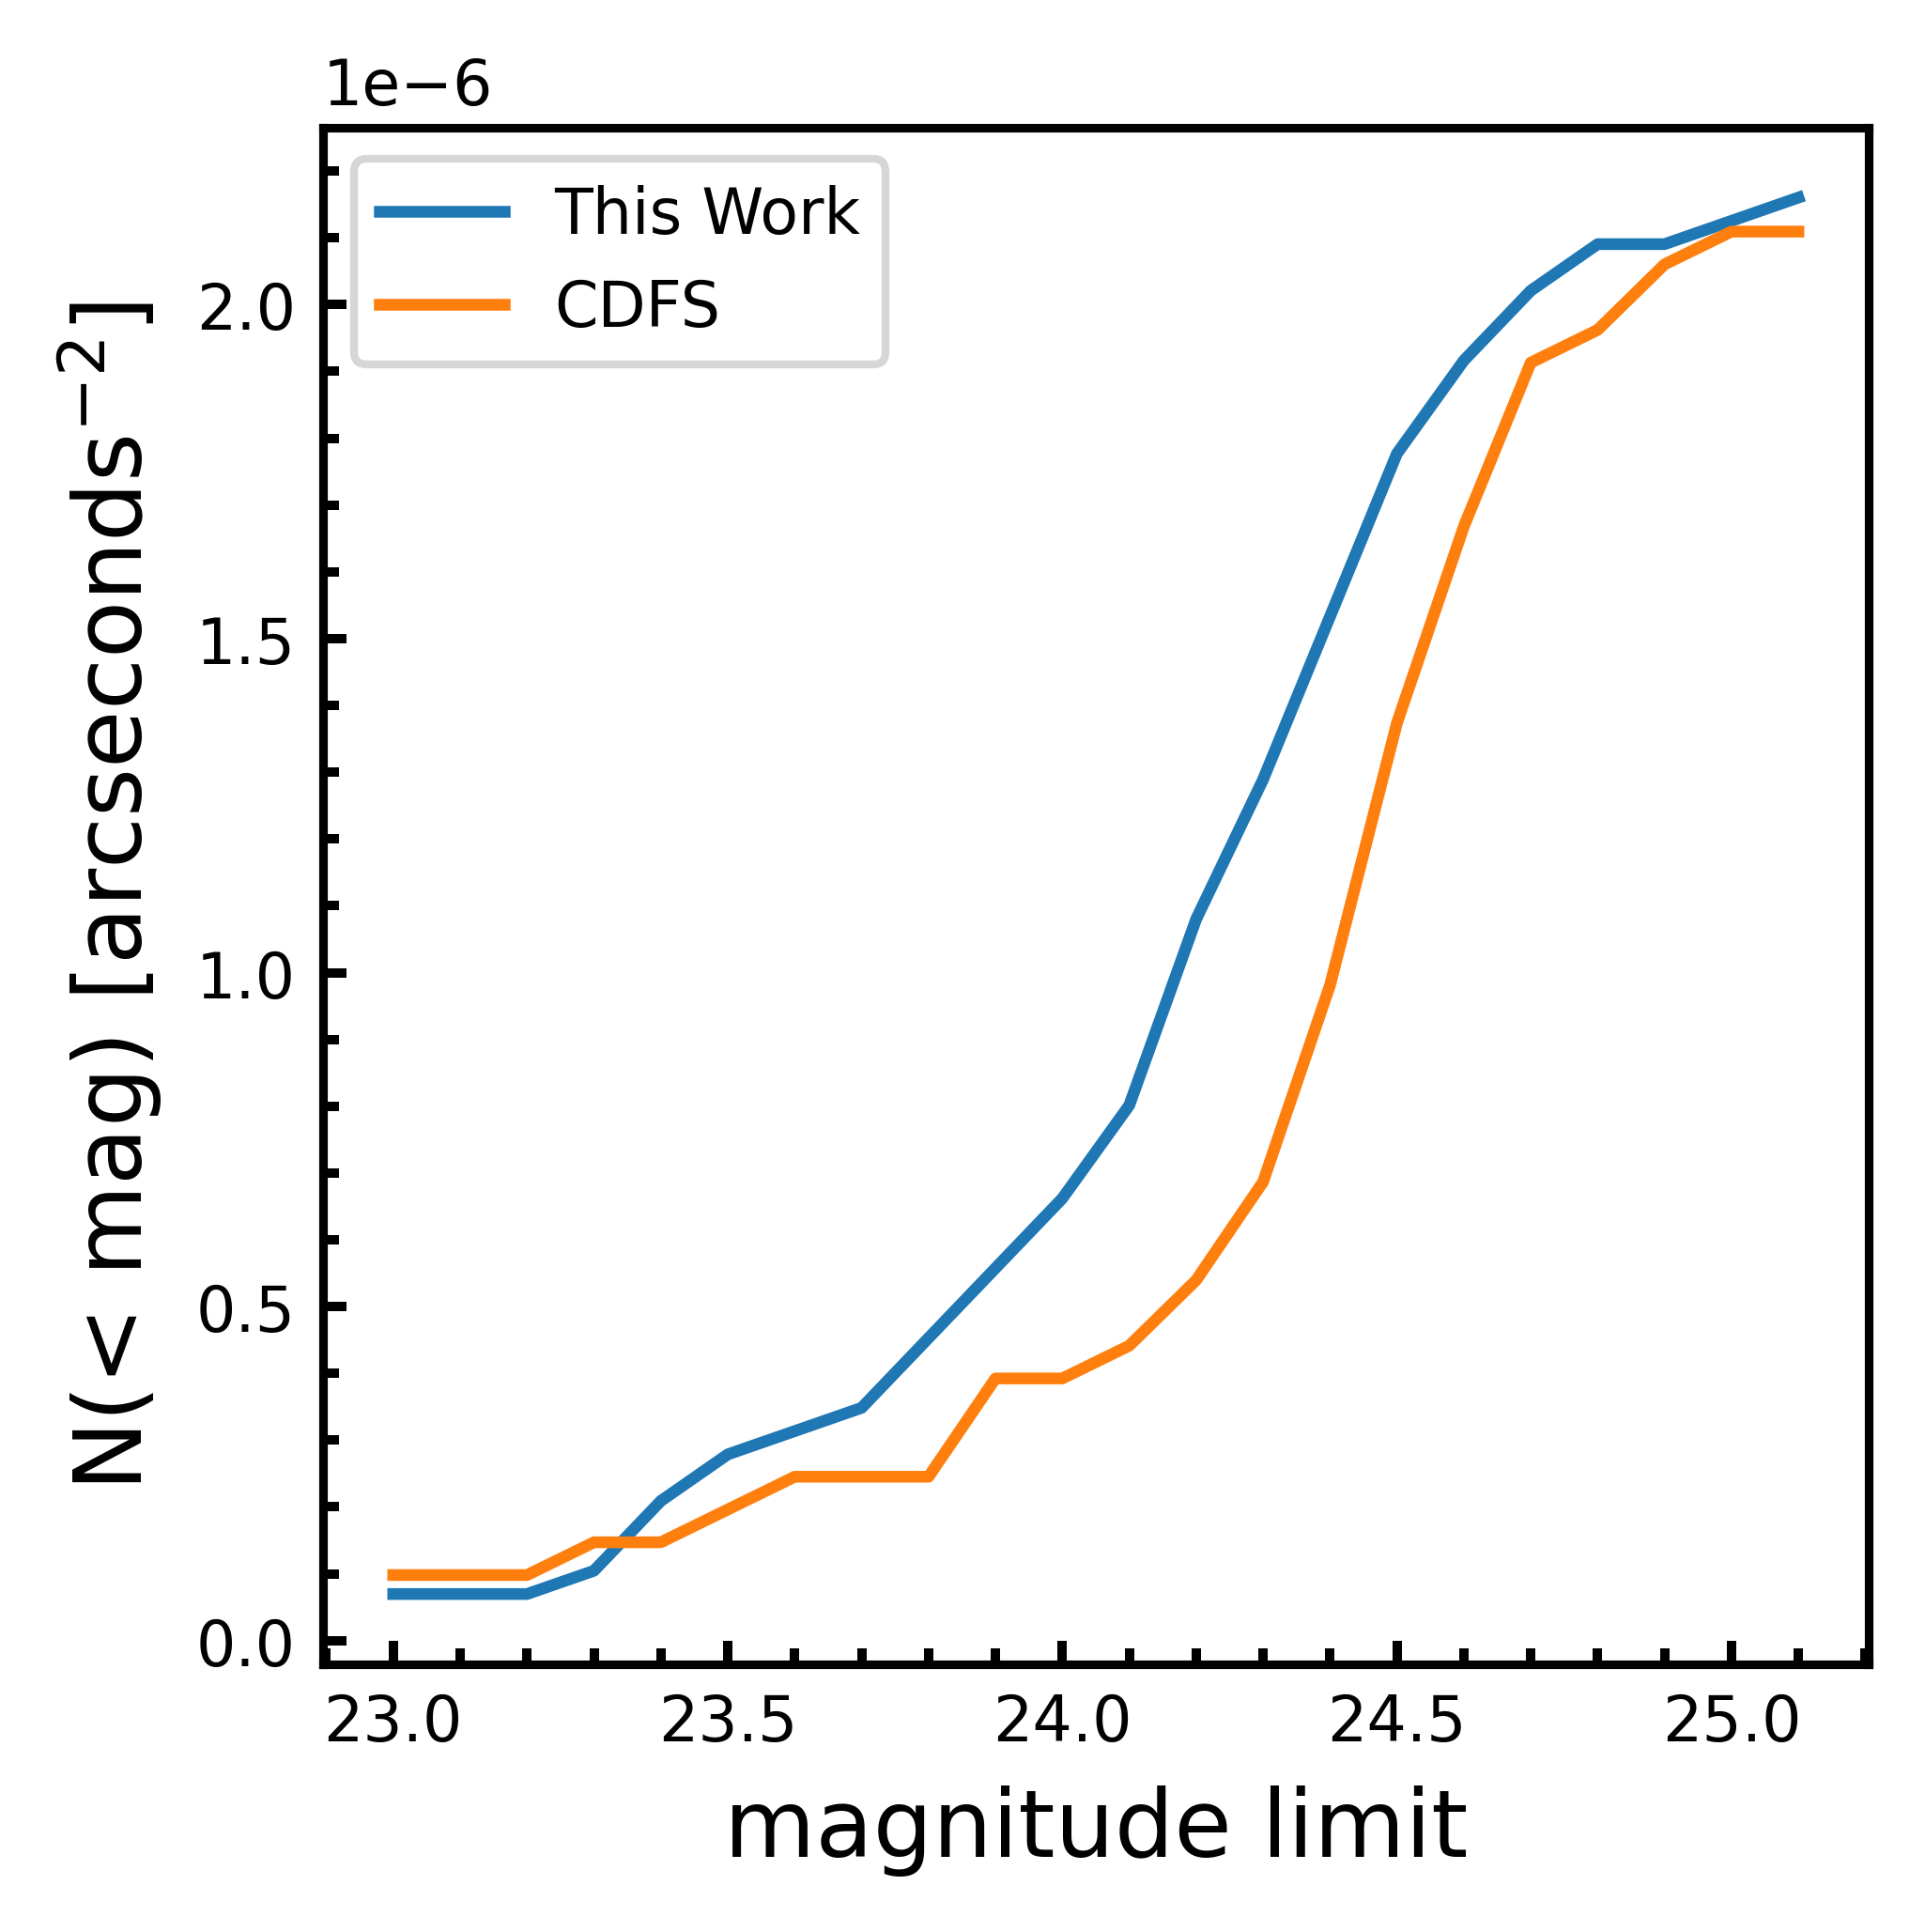 1e−6
This Work
CDFS
2.0
1.5
1.0
0.5
0.0
N(< mag) [arcseconds⁻²]
23.0 23.5 24.0 24.5 25.0
magnitude limit